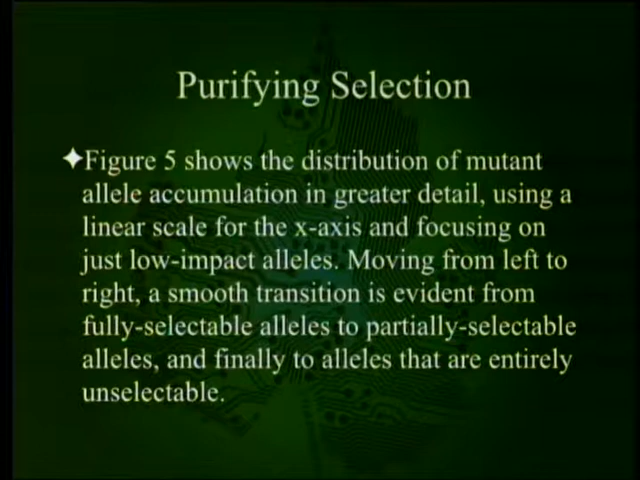 Purifying Selection
✦Figure 5 shows the distribution of mutant
allele accumulation in greater detail, using a
linear scale for the x-axis and focusing on
just low-impact alleles. Moving from left to
right, a smooth transition is evident from
fully-selectable alleles to partially-selectable
alleles, and finally to alleles that are entirely
unselectable.